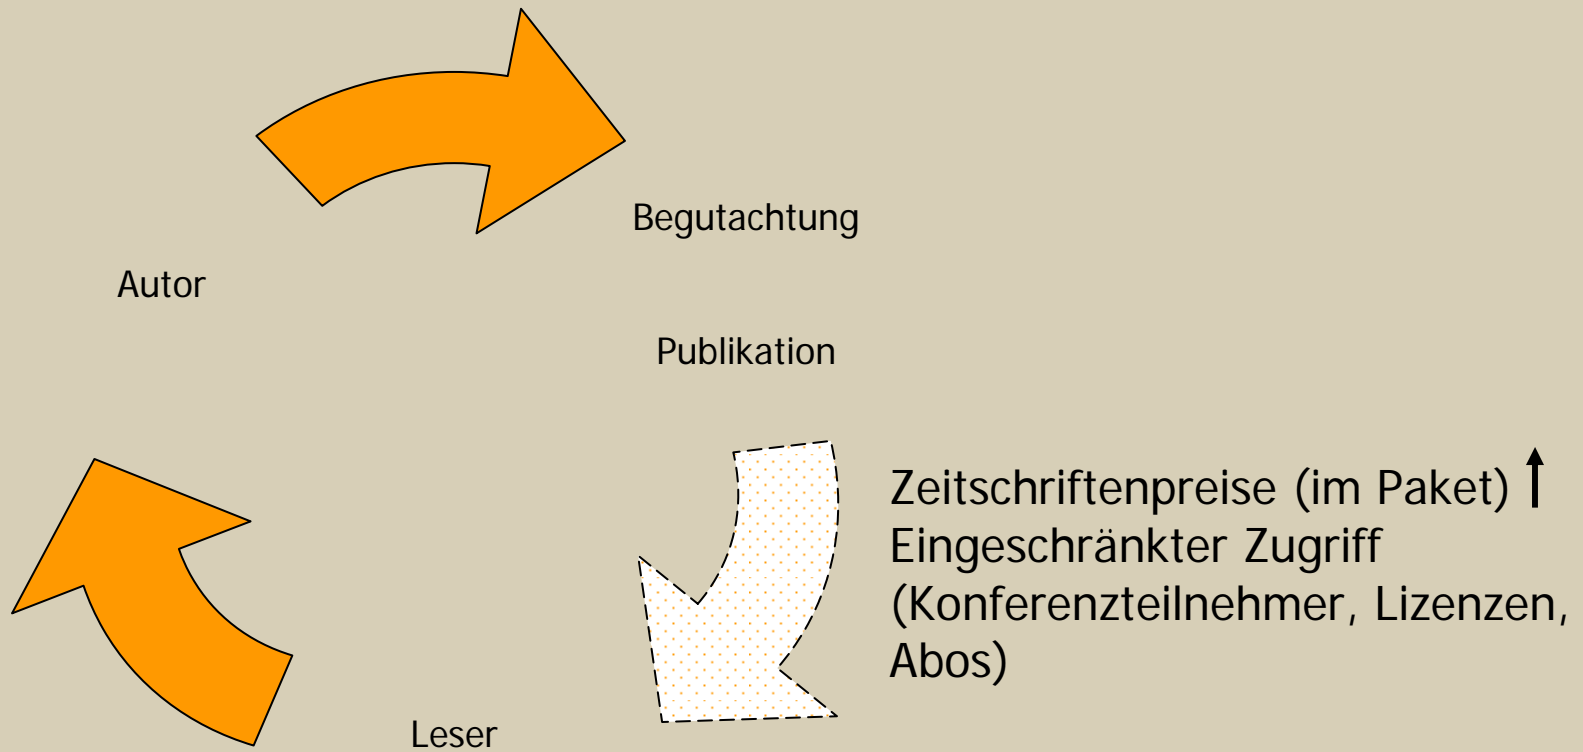 Begutachtung
Autor
Publikation
Zeitschriftenpreise (im Paket)
Eingeschränkter Zugriff
(Konferenzteilnehmer, Lizenzen,
Abos)
Leser